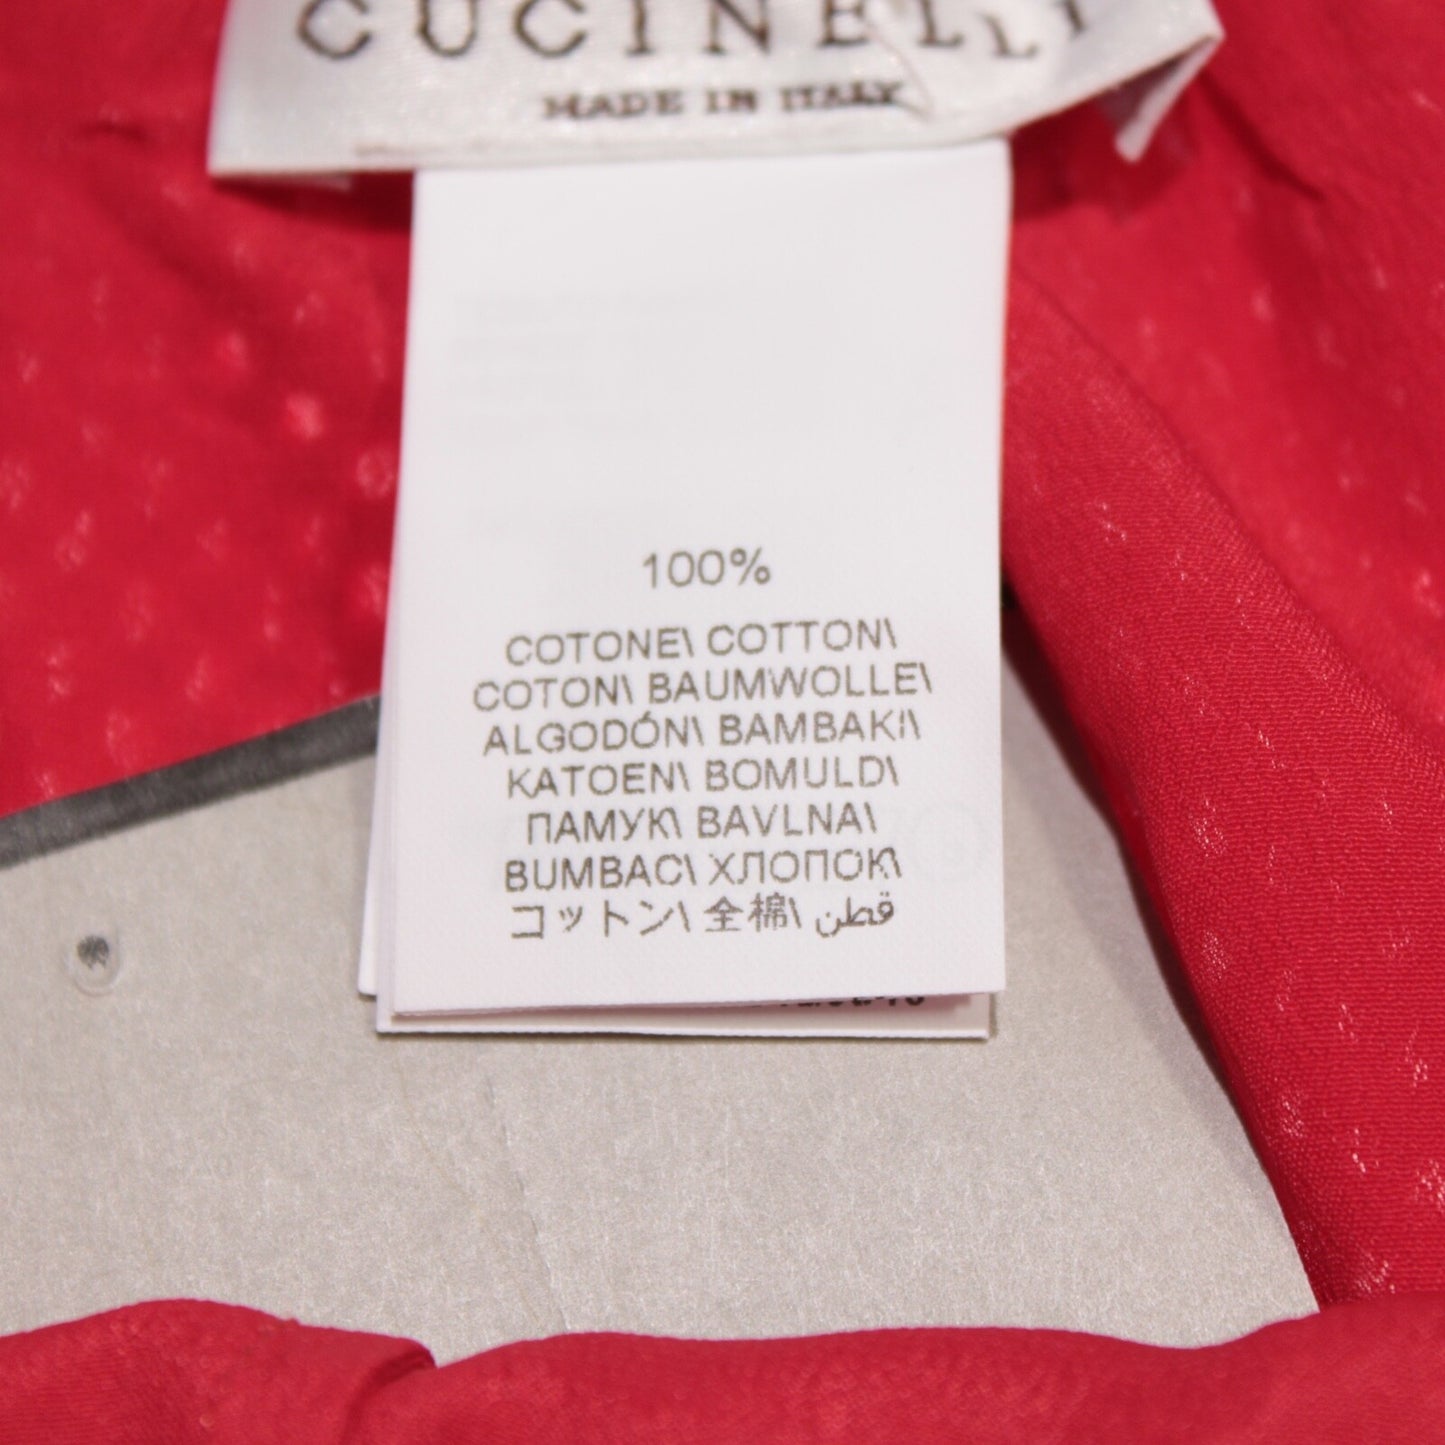 CUCINELLI
MADE IN ITALY
100%
COTONE\ COTTON\
COTON\ BAUMWOLLE\
ALGODÓN\ BAMBAKI\
KATOEN\ BOMULD\
ПАМУК\ BAVLNA\
BUMBAC\ ХЛОПОК\
コットン\ 全棉\ قطن